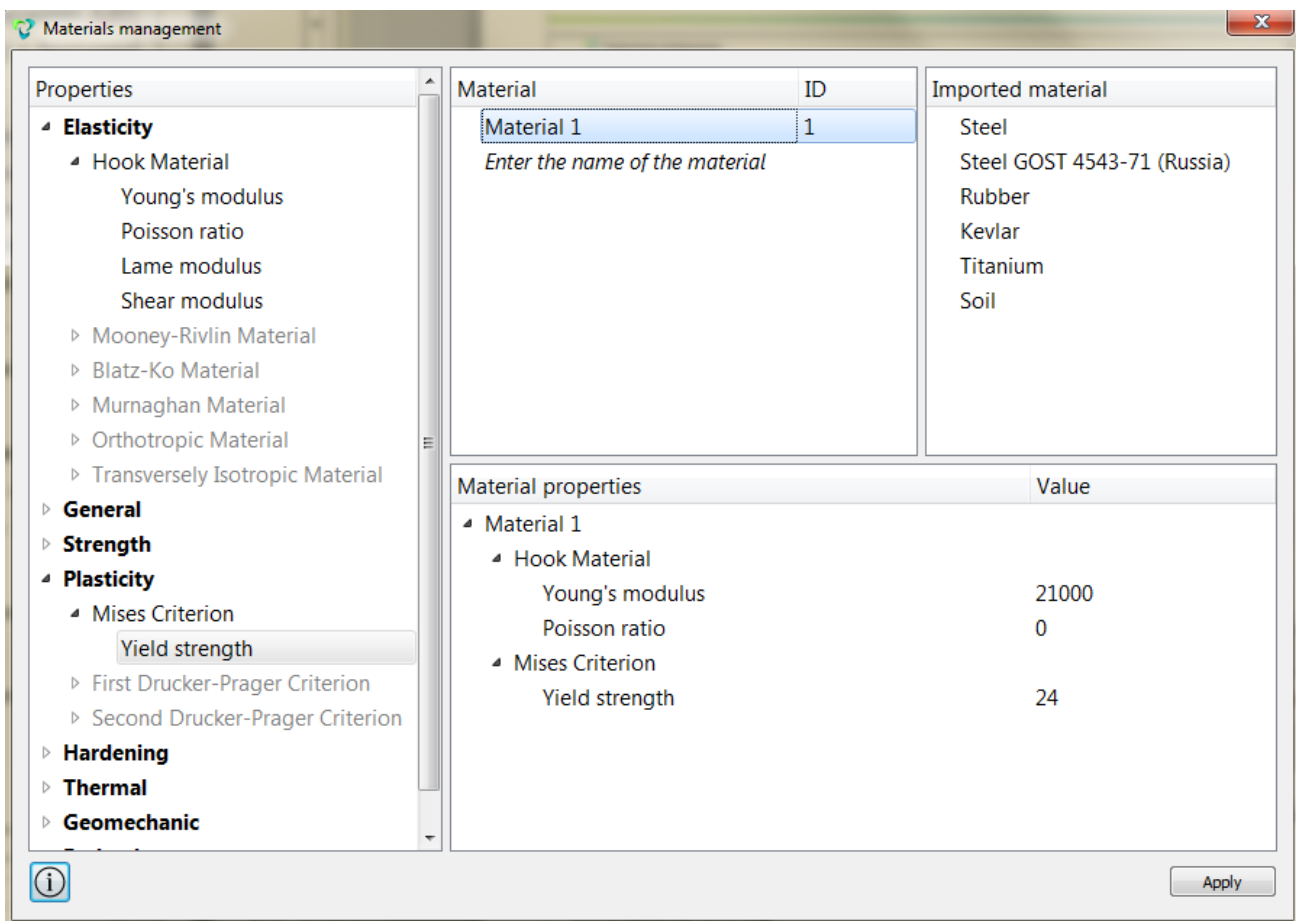 Materials management
Properties
Elasticity
Hook Material
Young's modulus
Poisson ratio
Lame modulus
Shear modulus
Mooney-Rivlin Material
Blatz-Ko Material
Murnaghan Material
Orthotropic Material
Transversely Isotropic Material
General
Strength
Plasticity
Mises Criterion
Yield strength
First Drucker-Prager Criterion
Second Drucker-Prager Criterion
Hardening
Thermal
Geomechanic
Material ID
Material 1 1
Enter the name of the material
Imported material
Steel
Steel GOST 4543-71 (Russia)
Rubber
Kevlar
Titanium
Soil
Material properties Value
Material 1
Hook Material
Young's modulus 21000
Poisson ratio 0
Mises Criterion
Yield strength 24
Apply